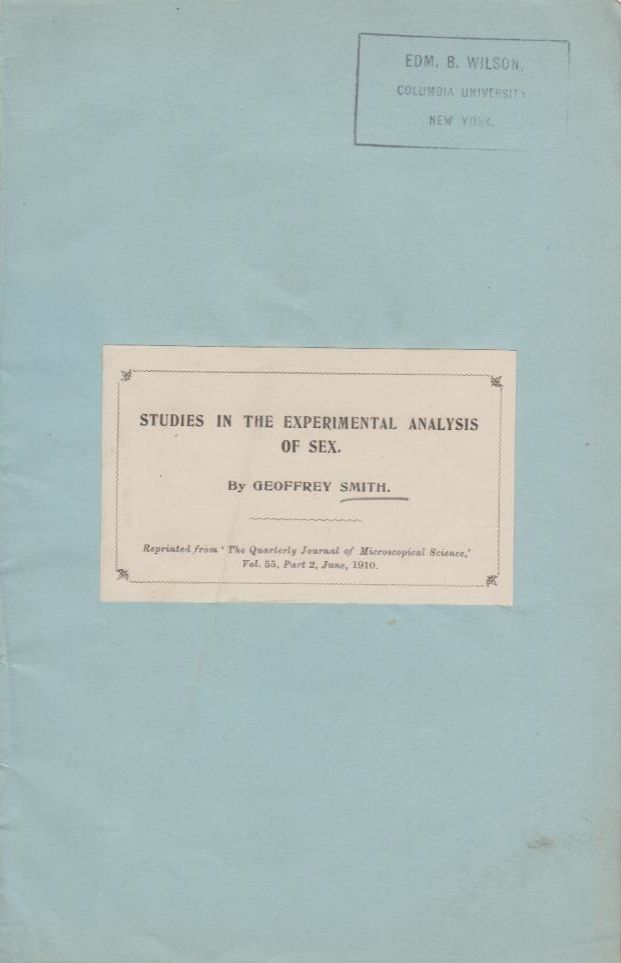 EDM. B. WILSON,
COLUMBIA UNIVERSITY
NEW YORK.
STUDIES IN THE EXPERIMENTAL ANALYSIS
OF SEX.
By GEOFFREY SMITH.
Reprinted from ‘ The Quarterly Journal of Microscopical Science,’
Vol. 55, Part 2, June, 1910.